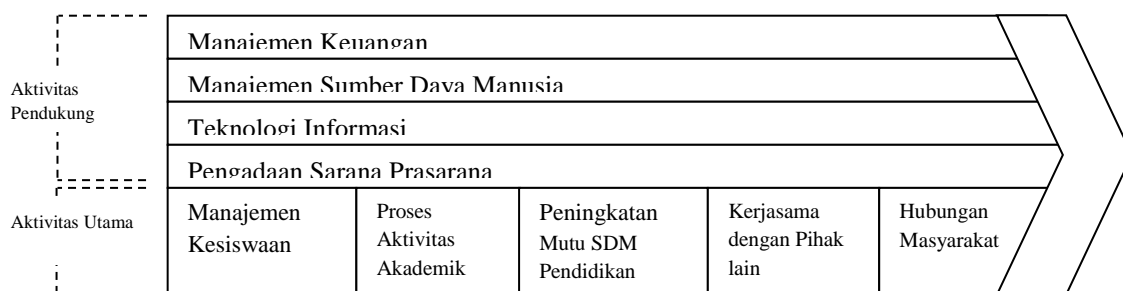 Manajemen Keuangan
Manajemen Sumber Daya Manusia
Aktivitas
Pendukung
Teknologi Informasi
Pengadaan Sarana Prasarana
Aktivitas Utama
Manajemen
Kesiswaan
Proses
Aktivitas
Akademik
Peningkatan
Mutu SDM
Pendidikan
Kerjasama
dengan Pihak
lain
Hubungan
Masyarakat